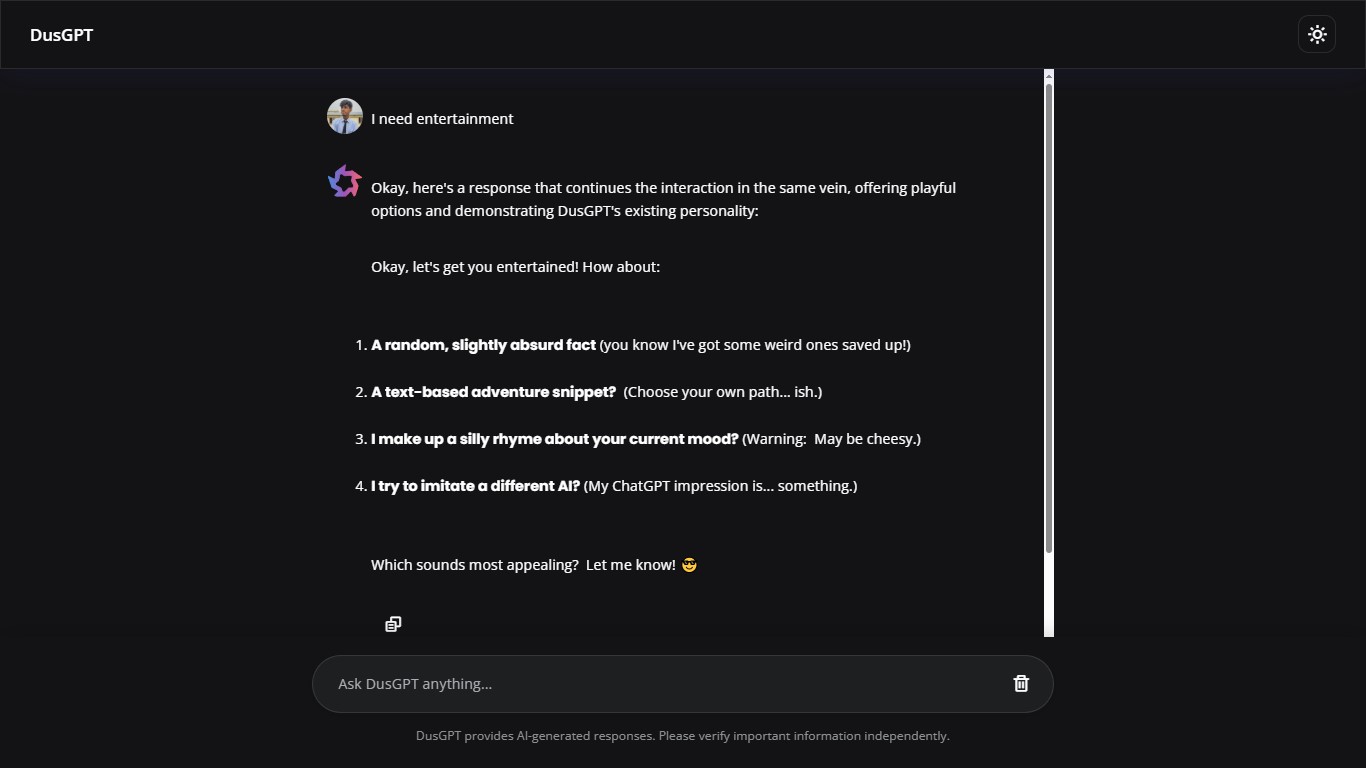 DusGPT
I need entertainment
Okay, here's a response that continues the interaction in the same vein, offering playful
options and demonstrating DusGPT's existing personality:
Okay, let's get you entertained! How about:
1. A random, slightly absurd fact (you know I've got some weird ones saved up!)
2. A text-based adventure snippet?  (Choose your own path... ish.)
3. I make up a silly rhyme about your current mood? (Warning:  May be cheesy.)
4. I try to imitate a different AI? (My ChatGPT impression is... something.)
Which sounds most appealing?  Let me know! 😎
Ask DusGPT anything...
DusGPT provides AI-generated responses. Please verify important information independently.